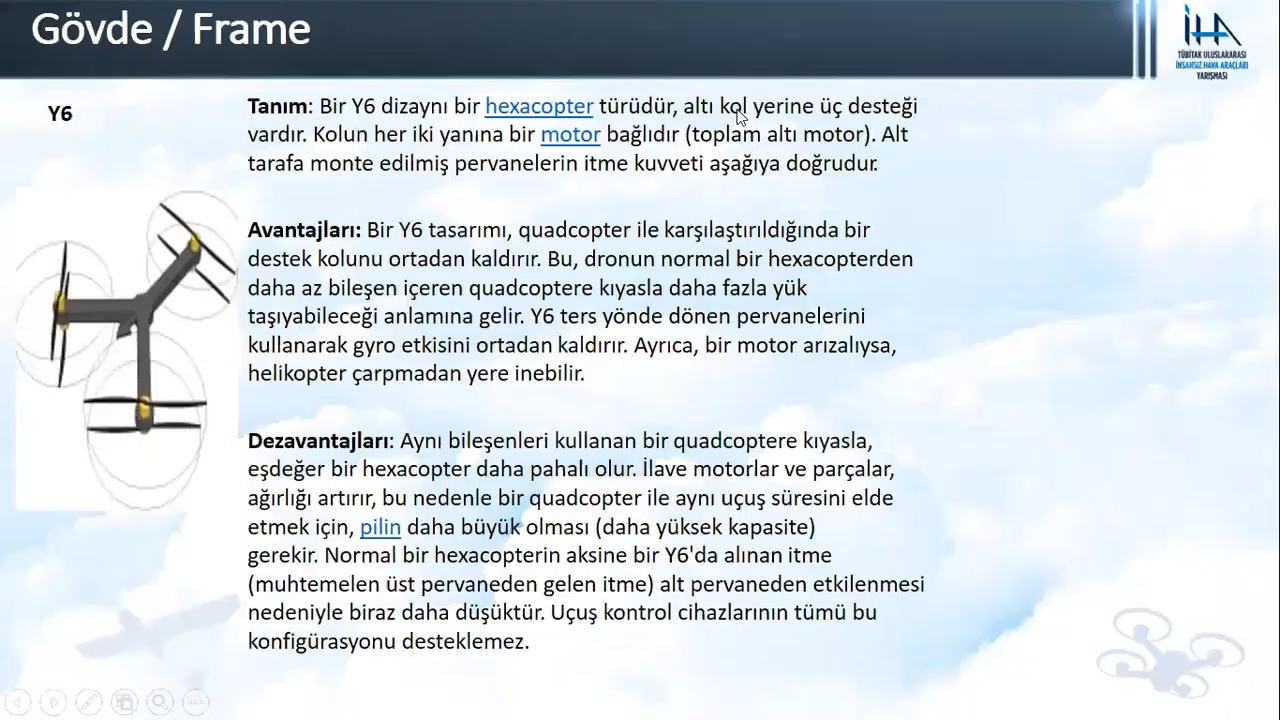 Gövde / Frame
İHA
TÜBİTAK ULUSLARARASI
İNSANSIZ HAVA ARAÇLARI
YARIŞMASI
Y6
Tanım: Bir Y6 dizaynı bir hexacopter türüdür, altı kol yerine üç desteği
vardır. Kolun her iki yanına bir motor bağlıdır (toplam altı motor). Alt
tarafa monte edilmiş pervanelerin itme kuvveti aşağıya doğrudur.
Avantajları: Bir Y6 tasarımı, quadcopter ile karşılaştırıldığında bir
destek kolunu ortadan kaldırır. Bu, dronun normal bir hexacopterden
daha az bileşen içeren quadcoptere kıyasla daha fazla yük
taşıyabileceği anlamına gelir. Y6 ters yönde dönen pervanelerini
kullanarak gyro etkisini ortadan kaldırır. Ayrıca, bir motor arızalıysa,
helikopter çarpmadan yere inebilir.
Dezavantajları: Aynı bileşenleri kullanan bir quadcoptere kıyasla,
eşdeğer bir hexacopter daha pahalı olur. İlave motorlar ve parçalar,
ağırlığı artırır, bu nedenle bir quadcopter ile aynı uçuş süresini elde
etmek için, pilin daha büyük olması (daha yüksek kapasite)
gerekir. Normal bir hexacopterin aksine bir Y6'da alınan itme
(muhtemelen üst pervaneden gelen itme) alt pervaneden etkilenmesi
nedeniyle biraz daha düşüktür. Uçuş kontrol cihazlarının tümü bu
konfigürasyonu desteklemez.